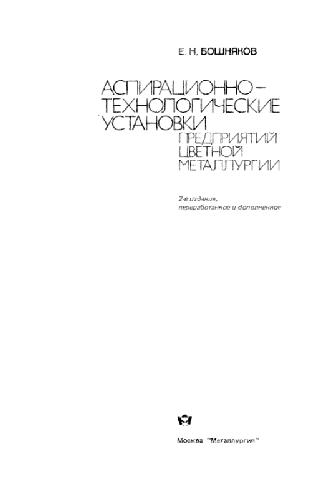 Е. Н. БОШНЯКОВ
АСПИРАЦИОННО—
ТЕХНОЛОГИЧЕСКИЕ
УСТАНОВКИ
ПРЕДПРИЯТИЙ
ЦВЕТНОЙ
МЕТАЛЛУРГИИ
2-е издание,
переработанное и дополненное
Москва "Металлургия"